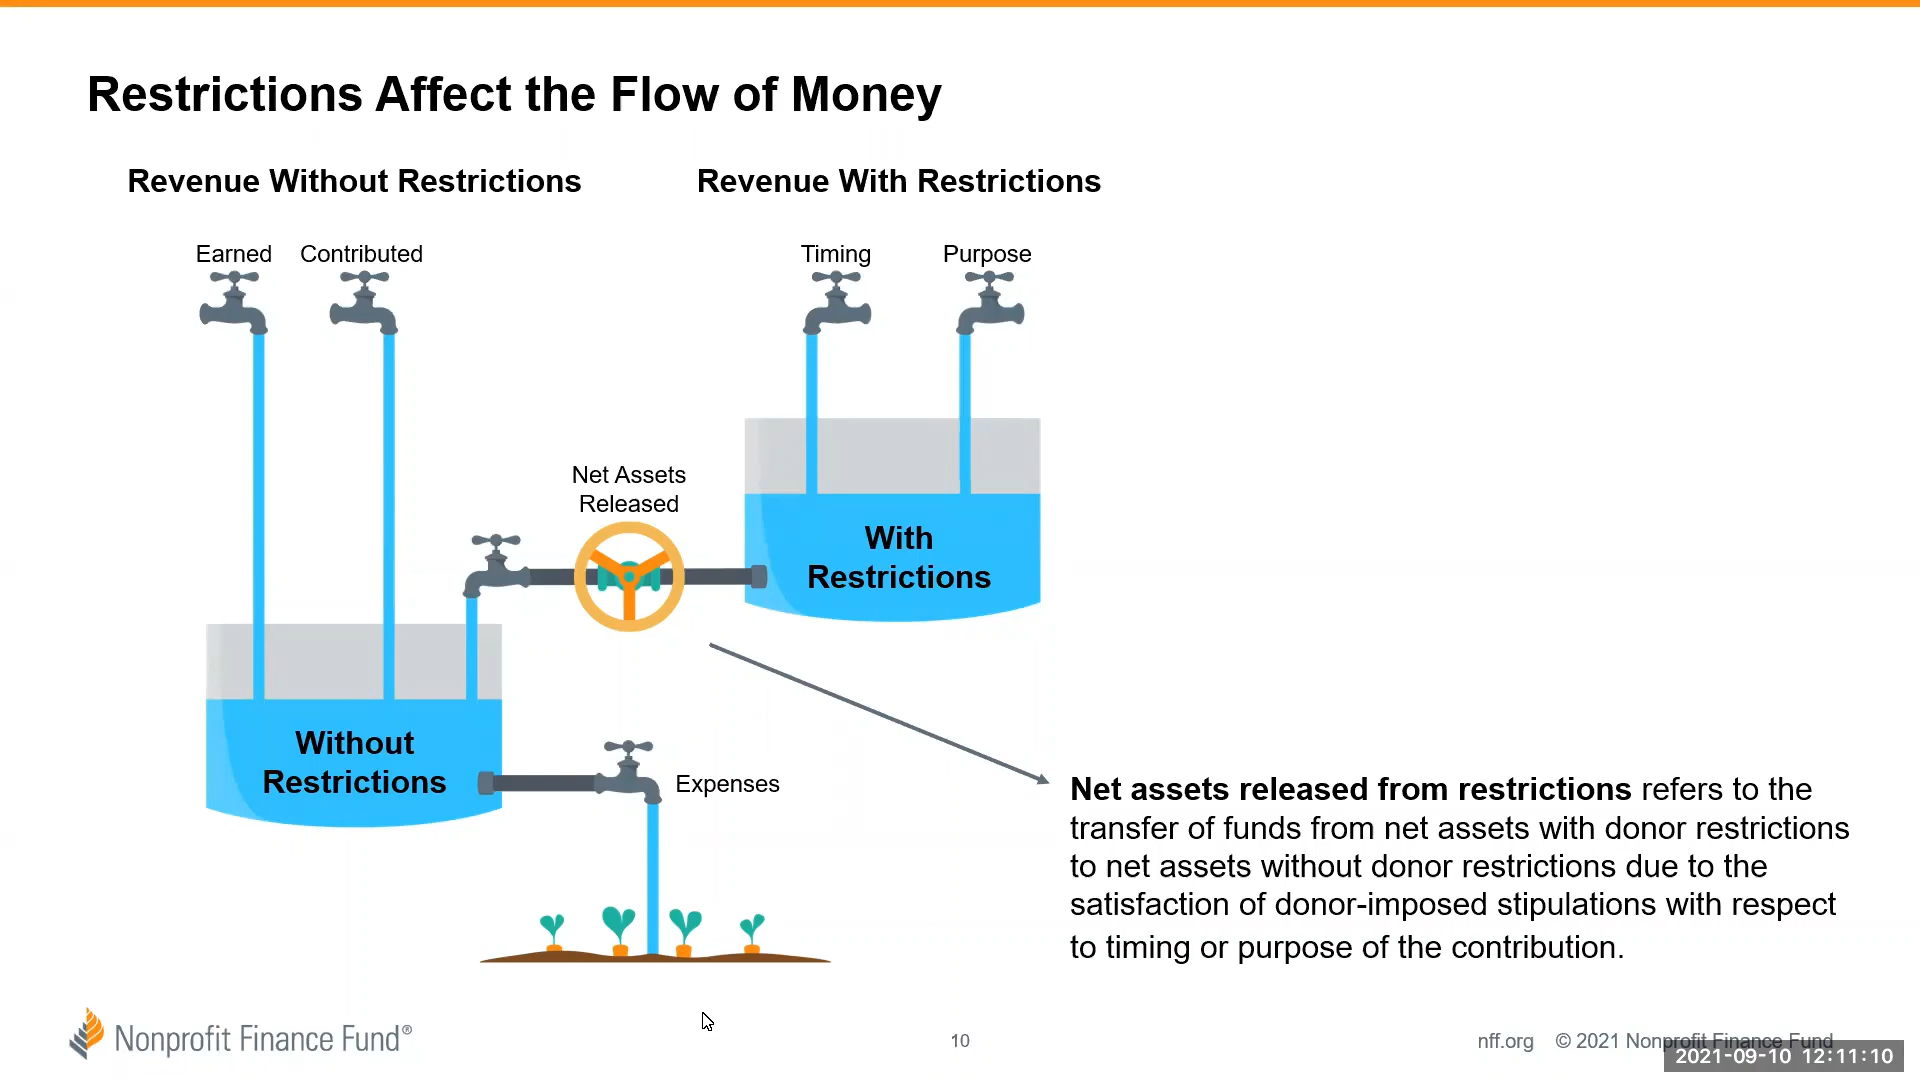 Restrictions Affect the Flow of Money
Revenue Without Restrictions
Revenue With Restrictions
Earned
Contributed
Timing
Purpose
Net Assets
Released
With
Restrictions
Without
Restrictions
Expenses
Net assets released from restrictions refers to the
transfer of funds from net assets with donor restrictions
to net assets without donor restrictions due to the
satisfaction of donor-imposed stipulations with respect
to timing or purpose of the contribution.
Nonprofit Finance Fund®
10
nff.org © 2021 Nonprofit Finance Fund
2021-09-10 12:11:10